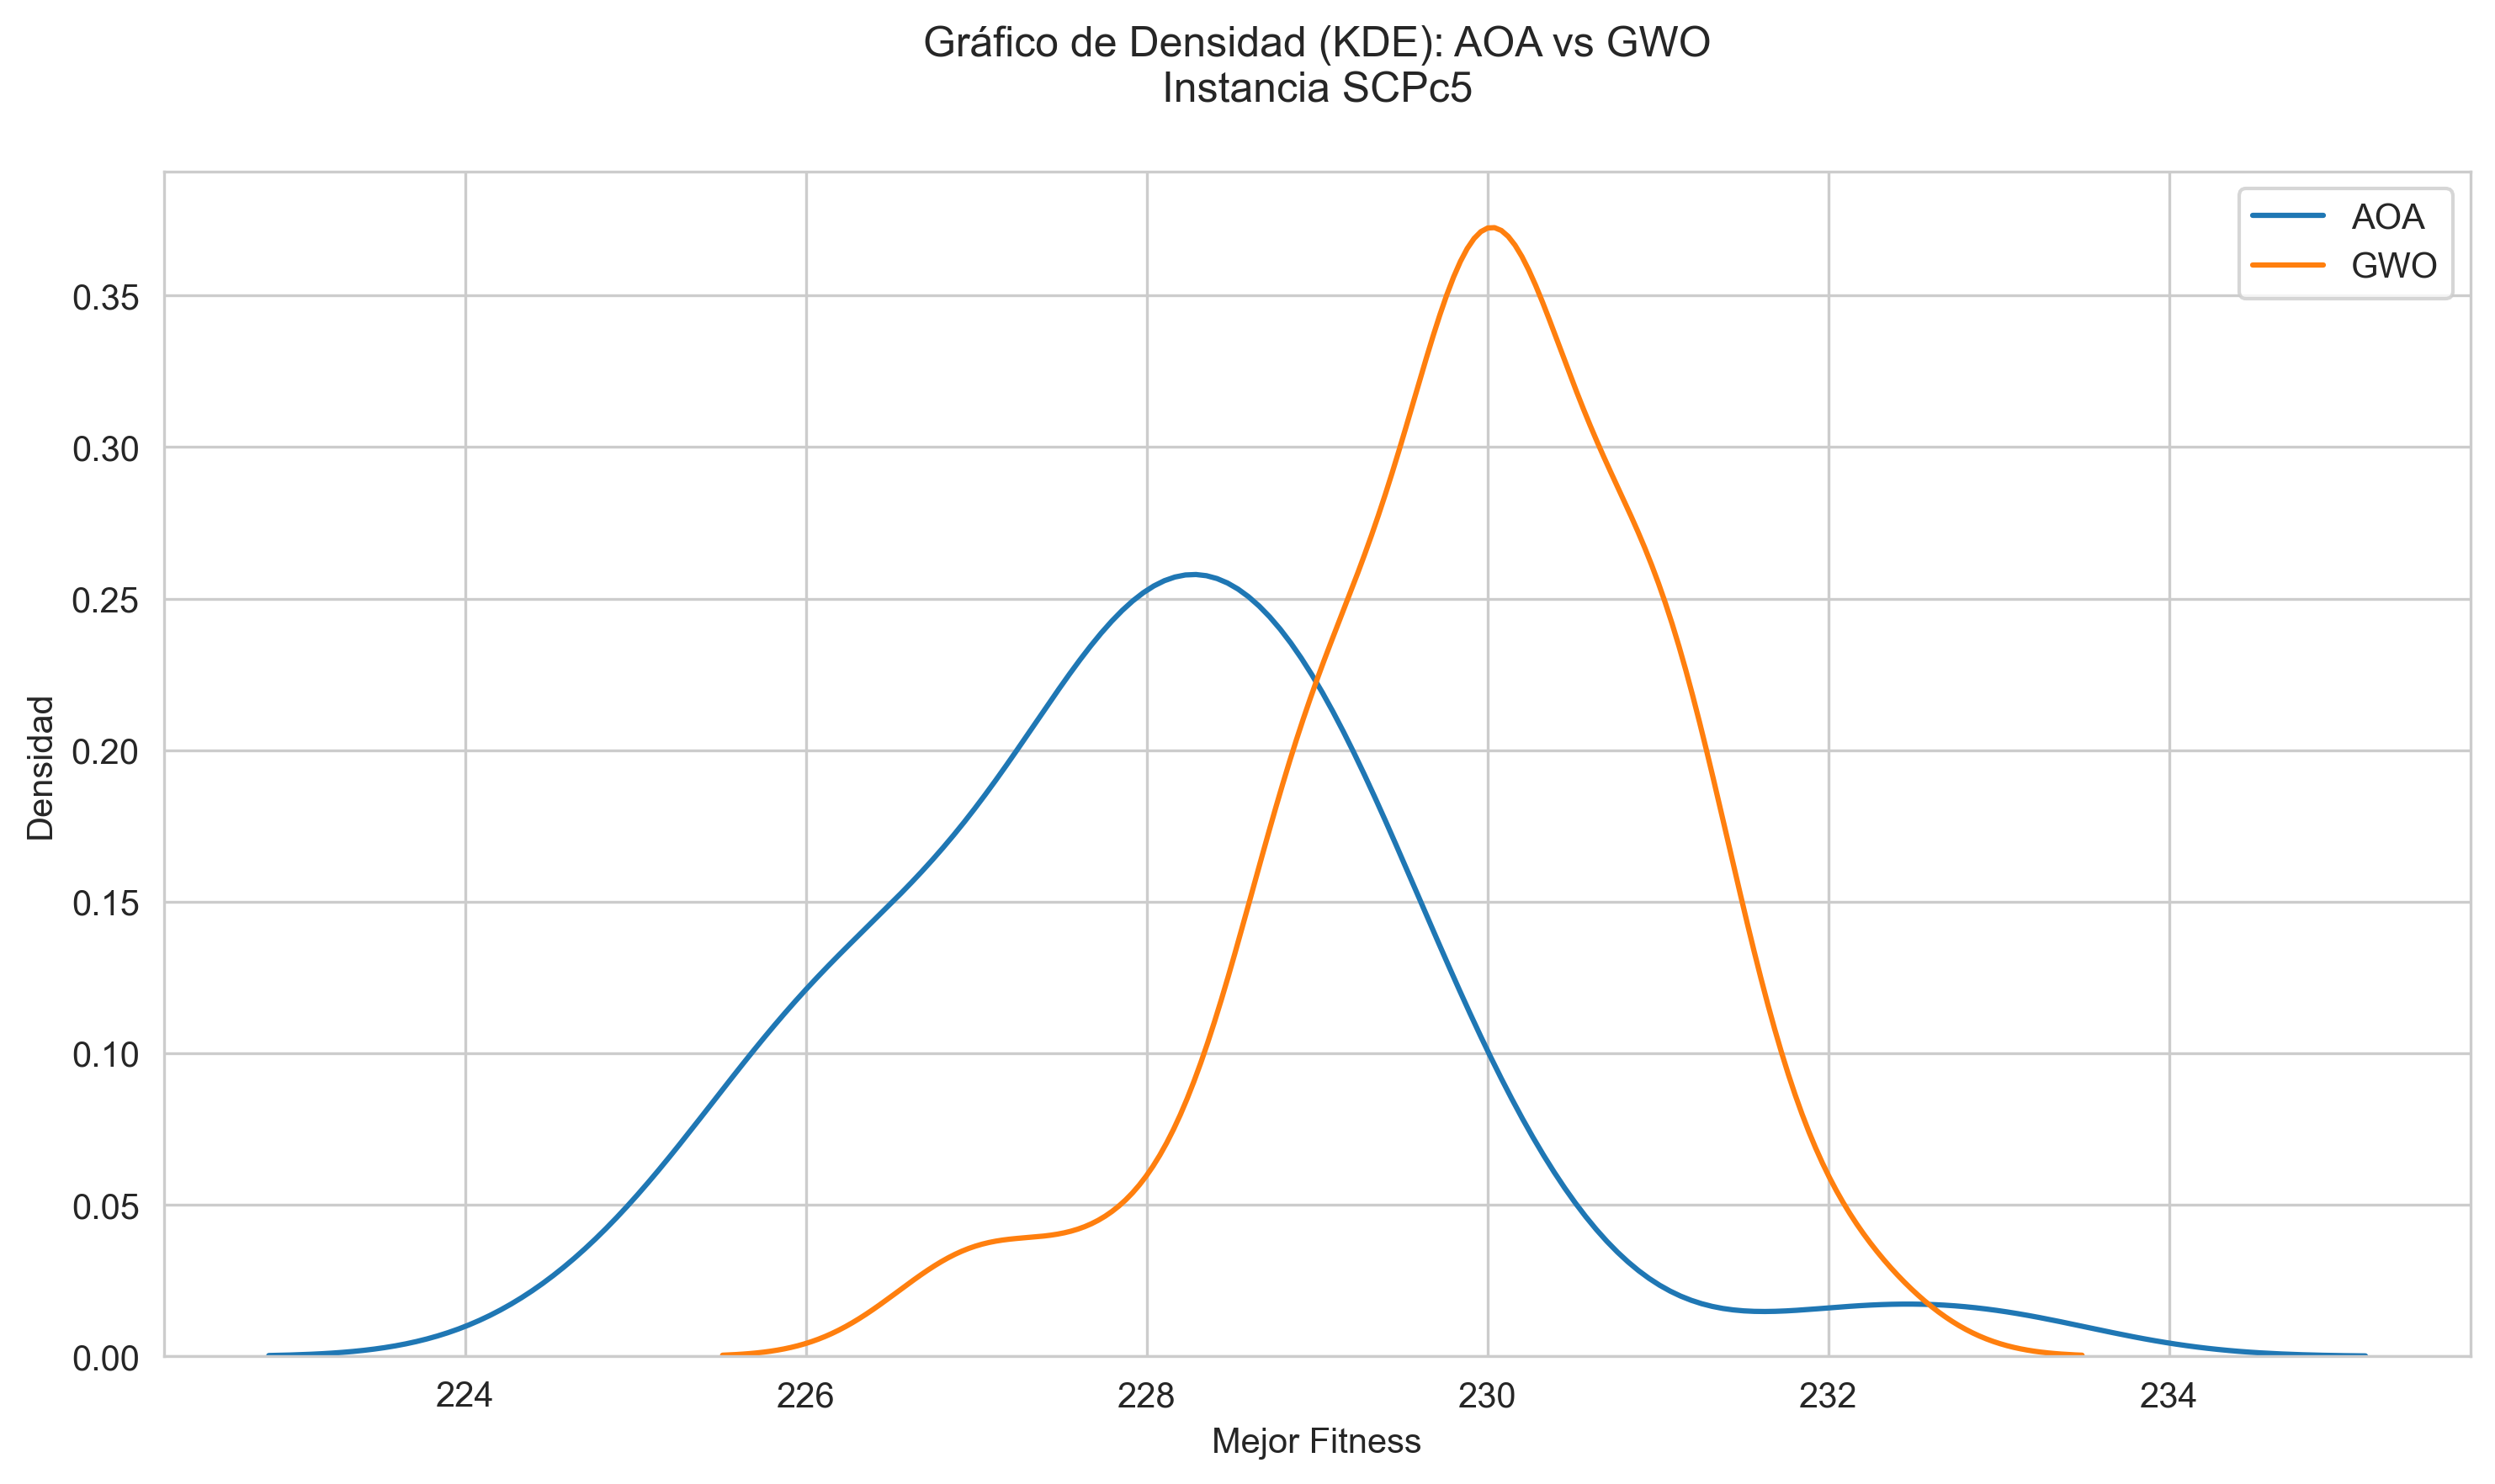 Gráfico de Densidad (KDE): AOA vs GWO
Instancia SCPc5
AOA
GWO
0.35
0.30
0.25
0.20
0.15
0.10
0.05
0.00
Densidad
224 226 228 230 232 234
Mejor Fitness